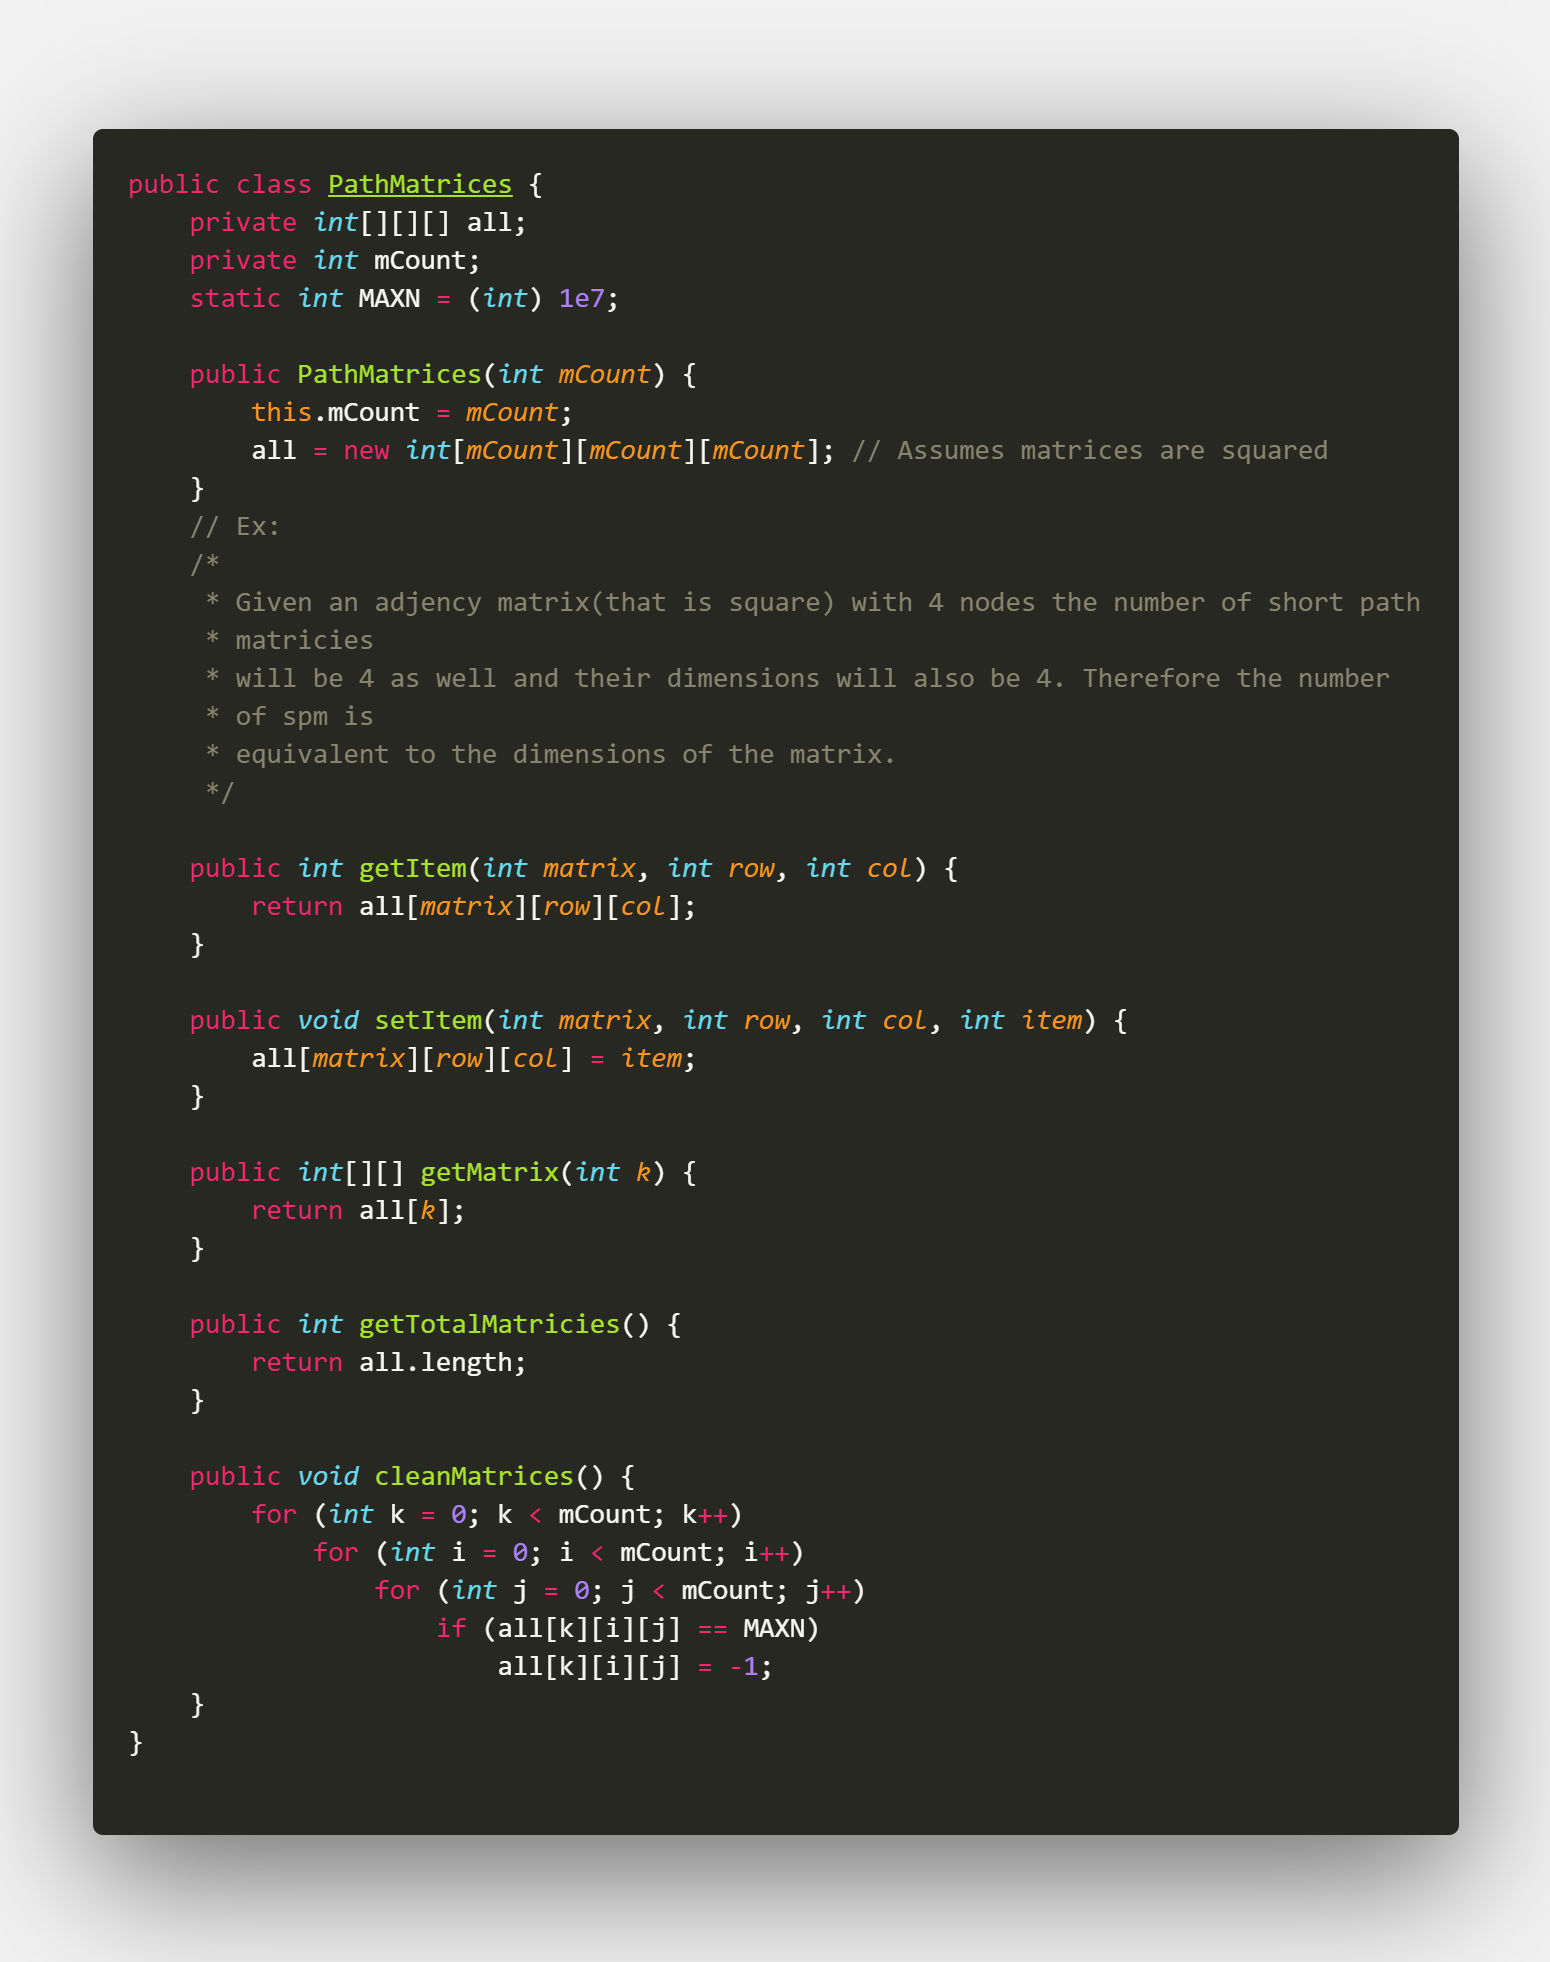 public class PathMatrices {
    private int[][][] all;
    private int mCount;
    static int MAXN = (int) 1e7;

    public PathMatrices(int mCount) {
        this.mCount = mCount;
        all = new int[mCount][mCount][mCount]; // Assumes matrices are squared
    }
    // Ex:
    /*
     * Given an adjency matrix(that is square) with 4 nodes the number of short path
     * matricies
     * will be 4 as well and their dimensions will also be 4. Therefore the number
     * of spm is
     * equivalent to the dimensions of the matrix.
     */

    public int getItem(int matrix, int row, int col) {
        return all[matrix][row][col];
    }

    public void setItem(int matrix, int row, int col, int item) {
        all[matrix][row][col] = item;
    }

    public int[][] getMatrix(int k) {
        return all[k];
    }

    public int getTotalMatricies() {
        return all.length;
    }

    public void cleanMatrices() {
        for (int k = 0; k < mCount; k++)
            for (int i = 0; i < mCount; i++)
                for (int j = 0; j < mCount; j++)
                    if (all[k][i][j] == MAXN)
                        all[k][i][j] = -1;
    }
}